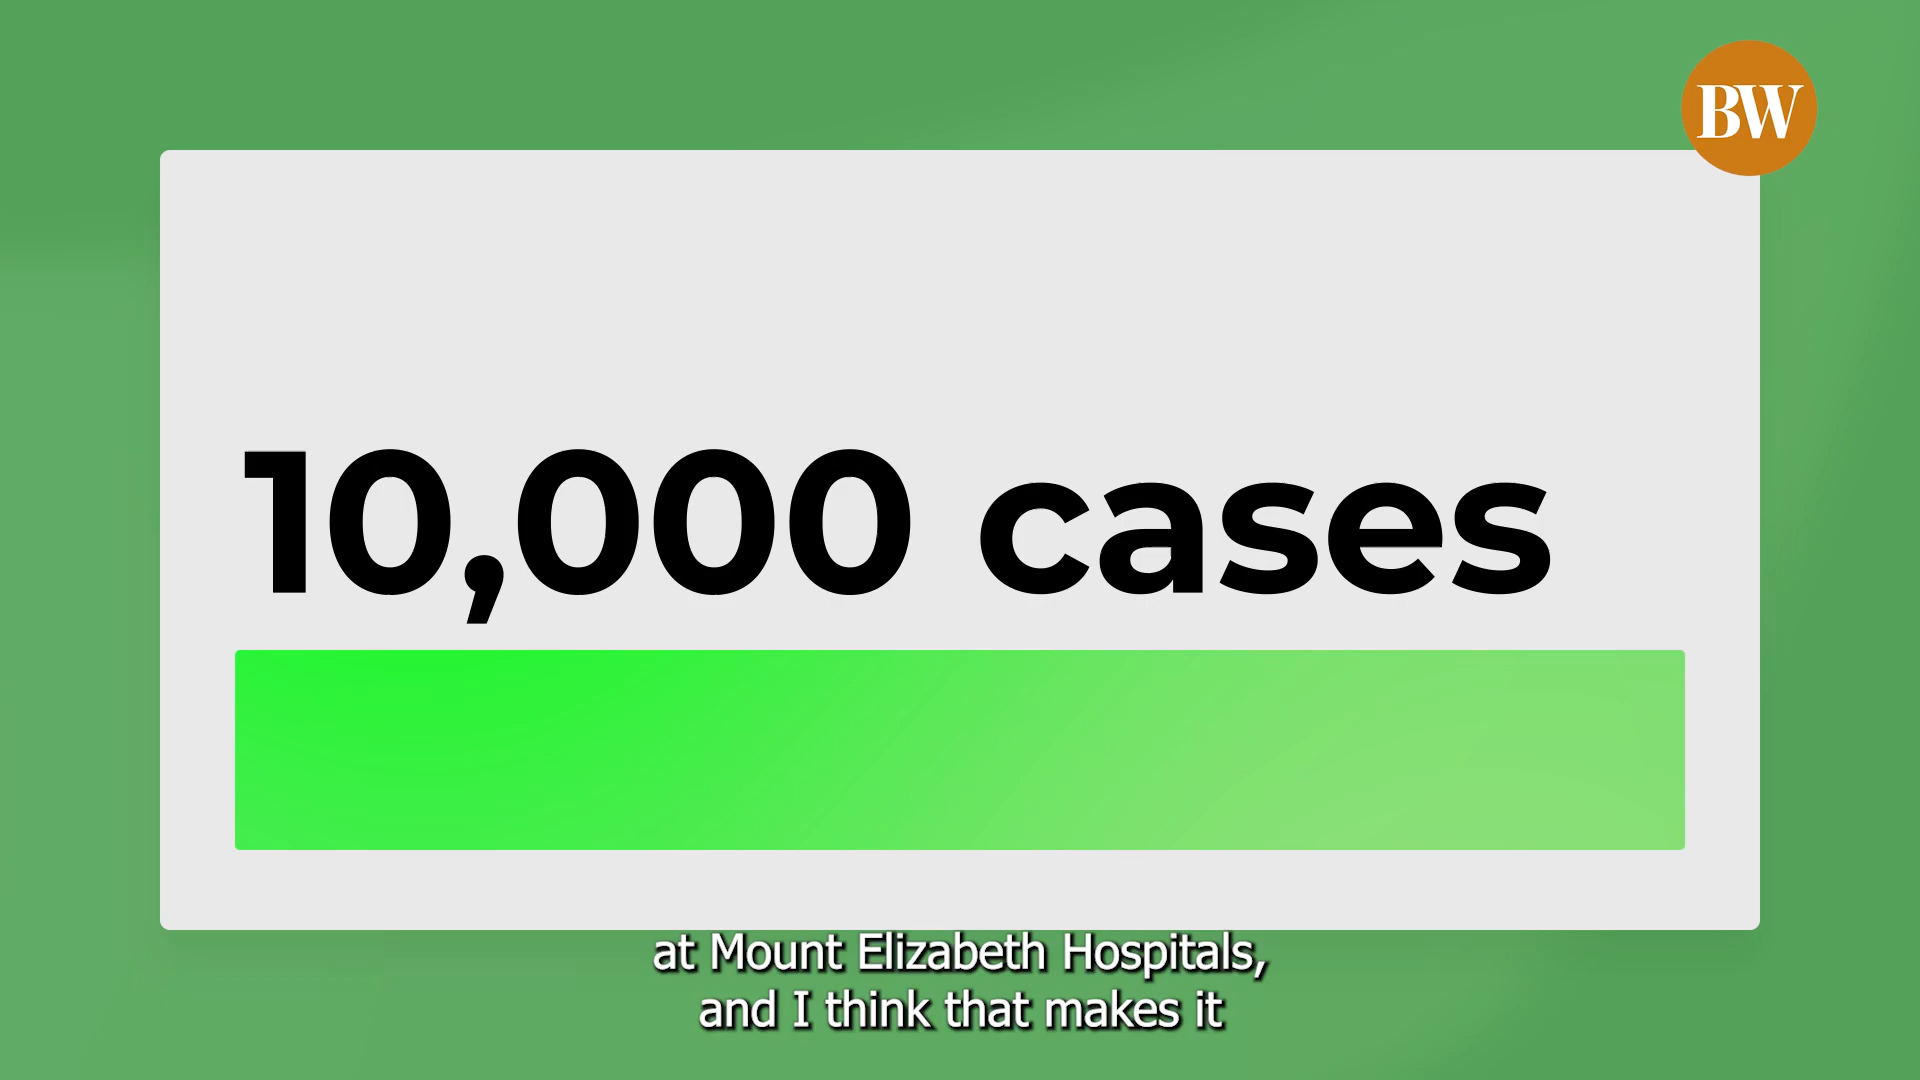 BW
10,000 cases
at Mount Elizabeth Hospitals,
and I think that makes it